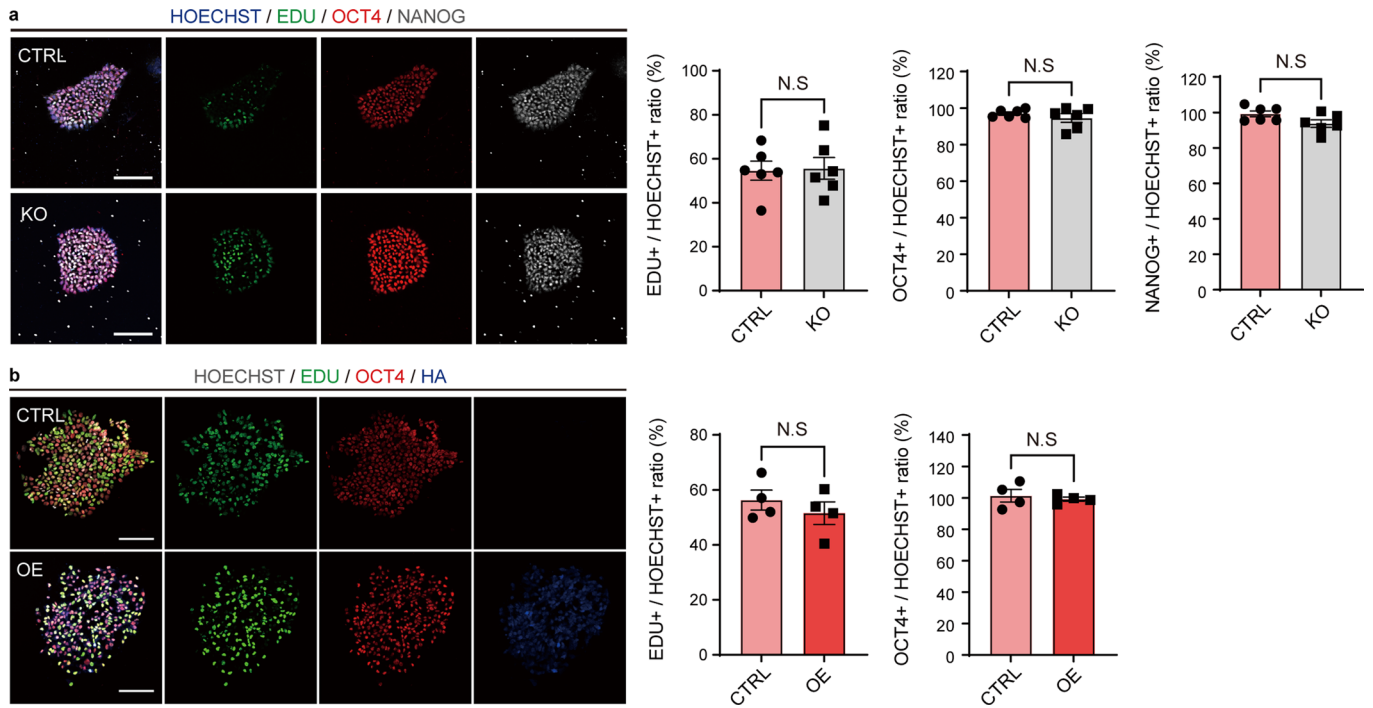 a
HOECHST / EDU / OCT4 / NANOG
CTRL
KO
EDU+ / HOECHST+ ratio (%)
100
80
60
40
20
0
N.S
CTRL
KO
OCT4+ / HOECHST+ ratio (%)
120
100
80
60
40
20
0
N.S
CTRL
KO
NANOG+ / HOECHST+ ratio (%)
120
100
80
60
40
20
0
N.S
CTRL
KO
b
HOECHST / EDU / OCT4 / HA
CTRL
OE
EDU+ / HOECHST+ ratio (%)
80
60
40
20
0
N.S
CTRL
OE
OCT4+ / HOECHST+ ratio (%)
140
120
100
80
60
40
20
0
N.S
CTRL
OE